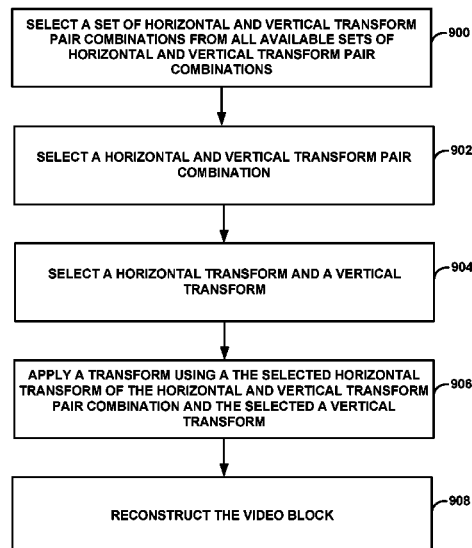 SELECT A SET OF HORIZONTAL AND VERTICAL TRANSFORM
PAIR COMBINATIONS FROM ALL AVAILABLE SETS OF
HORIZONTAL AND VERTICAL TRANSFORM PAIR
COMBINATIONS
900
SELECT A HORIZONTAL AND VERTICAL TRANSFORM PAIR
COMBINATION
902
SELECT A HORIZONTAL TRANSFORM AND A VERTICAL
TRANSFORM
904
APPLY A TRANSFORM USING A THE SELECTED HORIZONTAL
TRANSFORM OF THE HORIZONTAL AND VERTICAL TRANSFORM
PAIR COMBINATION AND THE SELECTED A VERTICAL
TRANSFORM
906
RECONSTRUCT THE VIDEO BLOCK
908